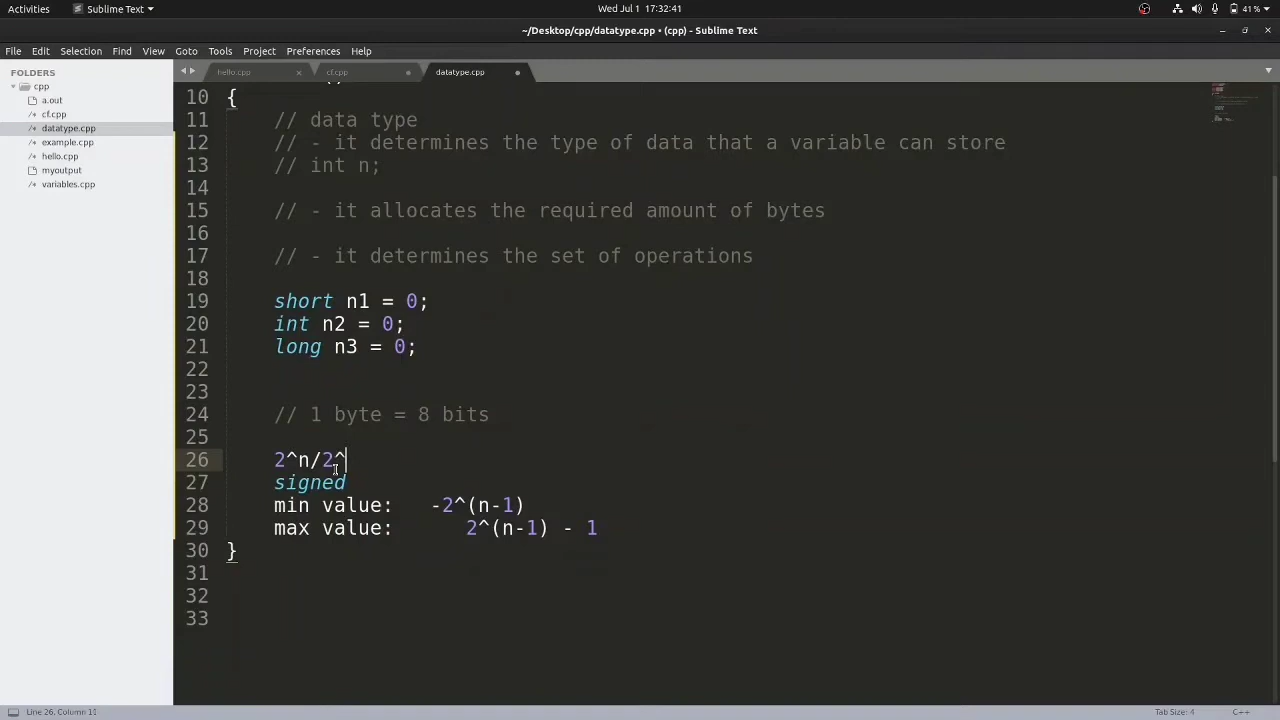 Activities
Sublime Text
Wed Jul 1 17:32:41
41%
~/Desktop/cpp/datatype.cpp • (cpp) - Sublime Text
File Edit Selection Find View Goto Tools Project Preferences Help
FOLDERS
cpp
a.out
cf.cpp
datatype.cpp
example.cpp
hello.cpp
myoutput
variables.cpp
hello.cpp
cf.cpp
datatype.cpp
10 {
11 // data type
12 // - it determines the type of data that a variable can store
13 // int n;
14
15 // - it allocates the required amount of bytes
16
17 // - it determines the set of operations
18
19 short n1 = 0;
20 int n2 = 0;
21 long n3 = 0;
22
23
24 // 1 byte = 8 bits
25
26 2^n/2^
27 signed
28 min value: -2^(n-1)
29 max value: 2^(n-1) - 1
30 }
31
32
33
Line 26, Column 11
Tab Size: 4
C++